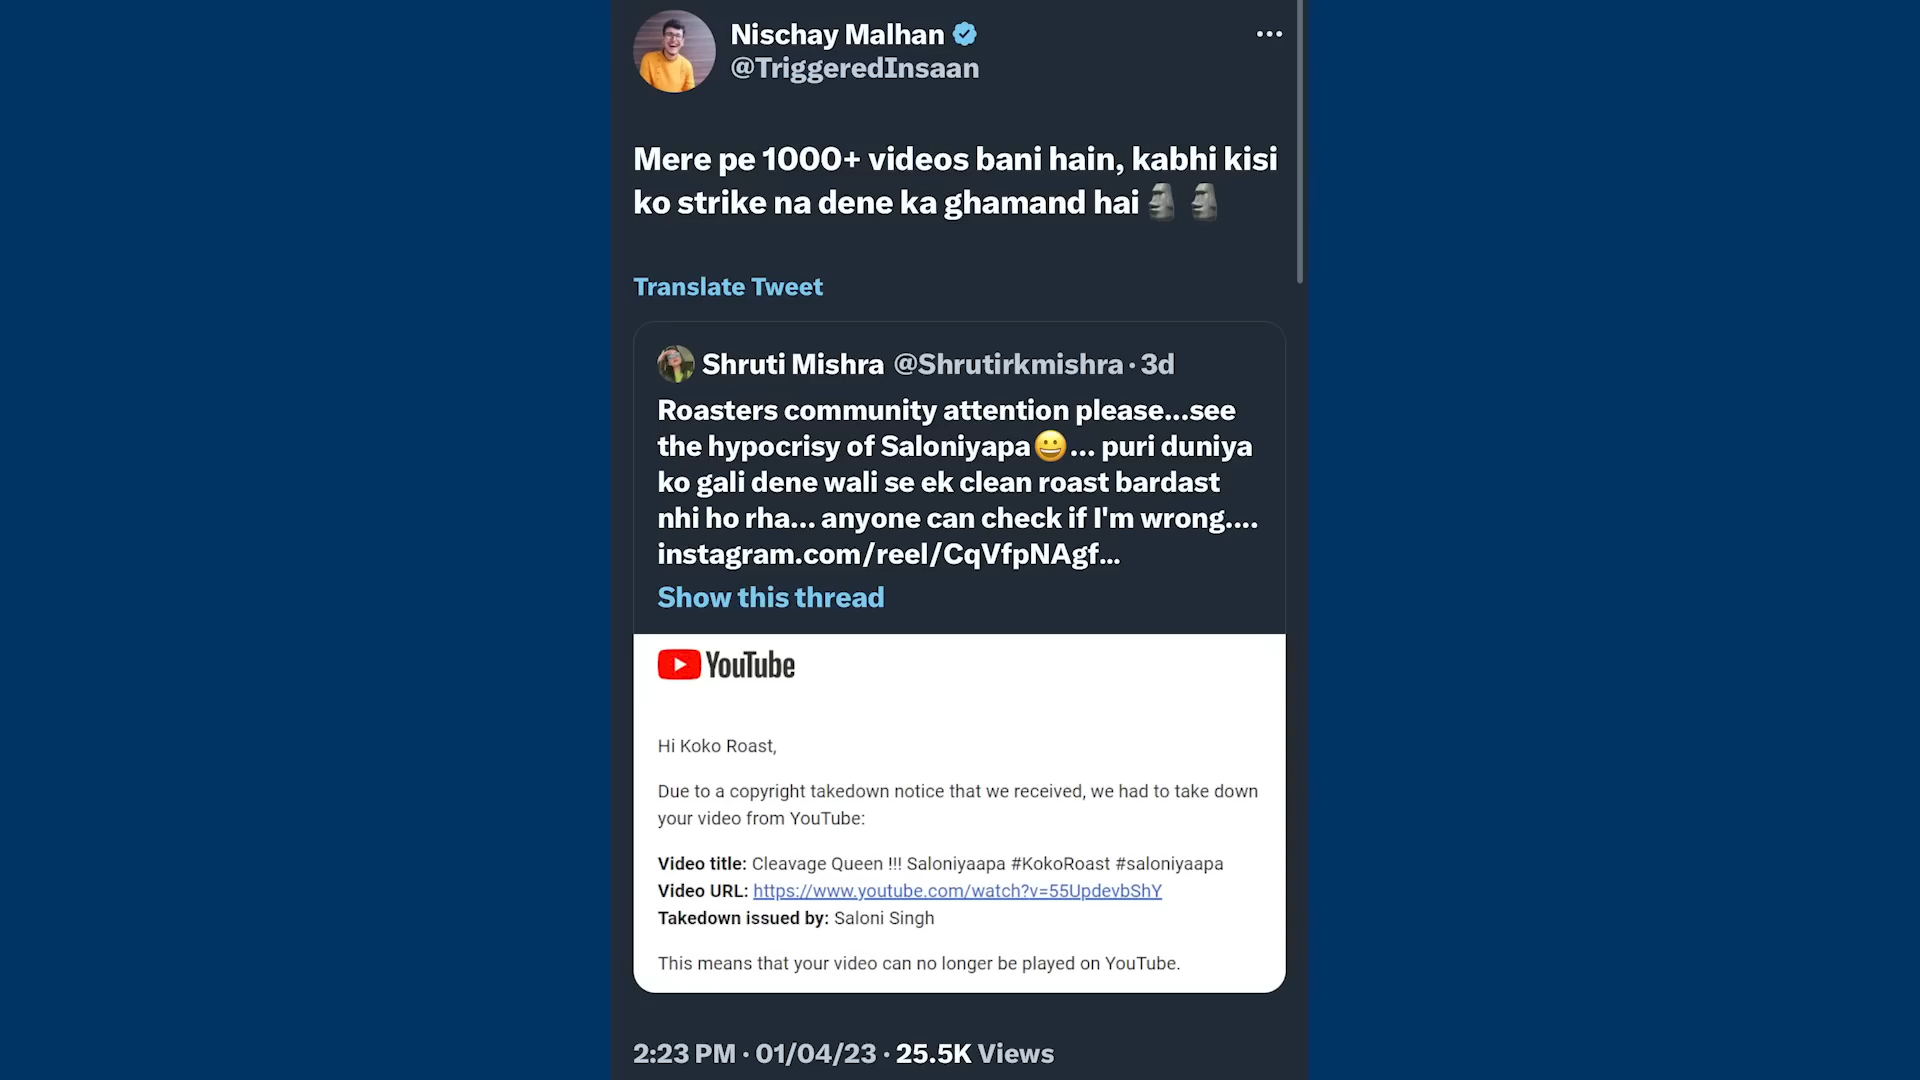 Nischay Malhan
@TriggeredInsaan
Mere pe 1000+ videos bani hain, kabhi kisi
ko strike na dene ka ghamand hai🗿 🗿
Translate Tweet
Shruti Mishra @Shrutirkmishra · 3d
Roasters community attention please...see
the hypocrisy of Saloniyapa😀... puri duniya
ko gali dene wali se ek clean roast bardast
nhi ho rha... anyone can check if I'm wrong....
instagram.com/reel/CqVfpNAgf...
Show this thread
YouTube
Hi Koko Roast,
Due to a copyright takedown notice that we received, we had to take down
your video from YouTube:
Video title: Cleavage Queen !!! Saloniyaapa #KokoRoast #saloniyaapa
Video URL: https://www.youtube.com/watch?v=55UpdevbShY
Takedown issued by: Saloni Singh
This means that your video can no longer be played on YouTube.
2:23 PM · 01/04/23 · 25.5K Views